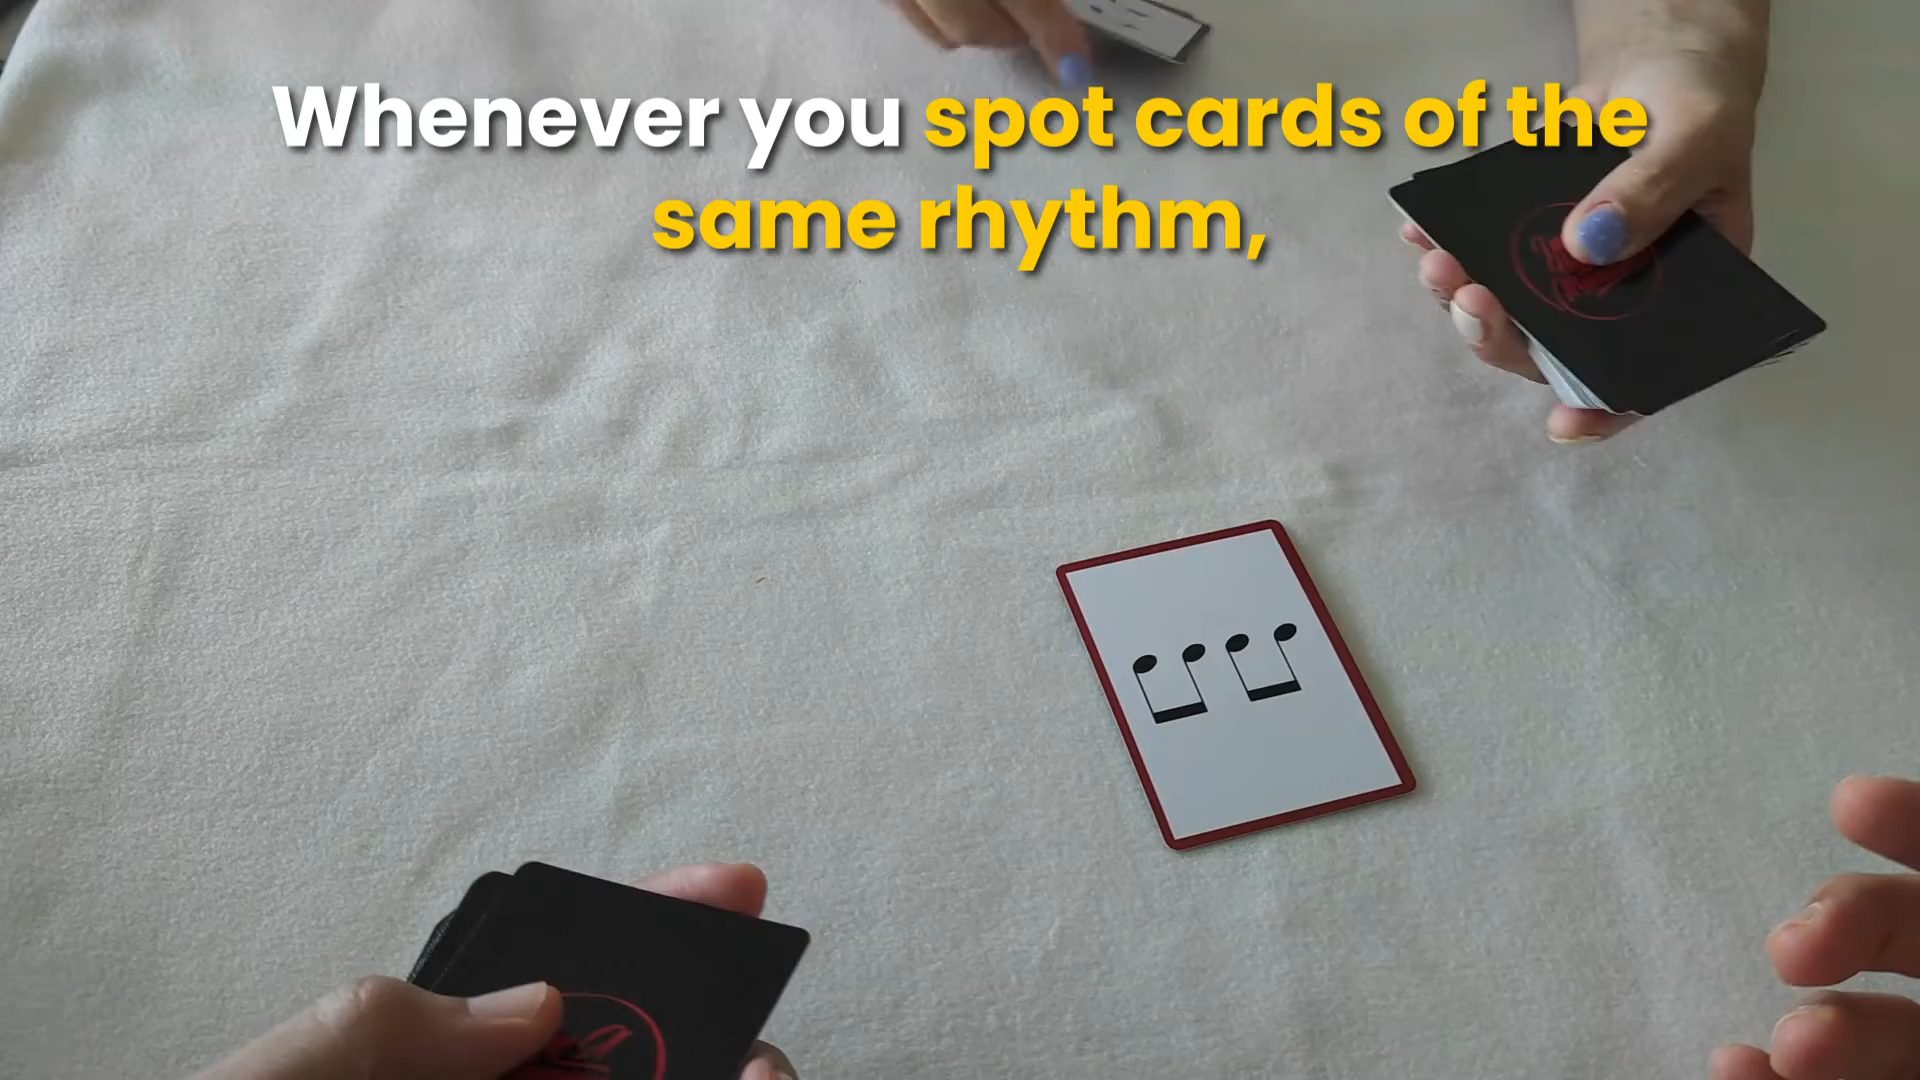 Whenever you spot cards of the
same rhythm,